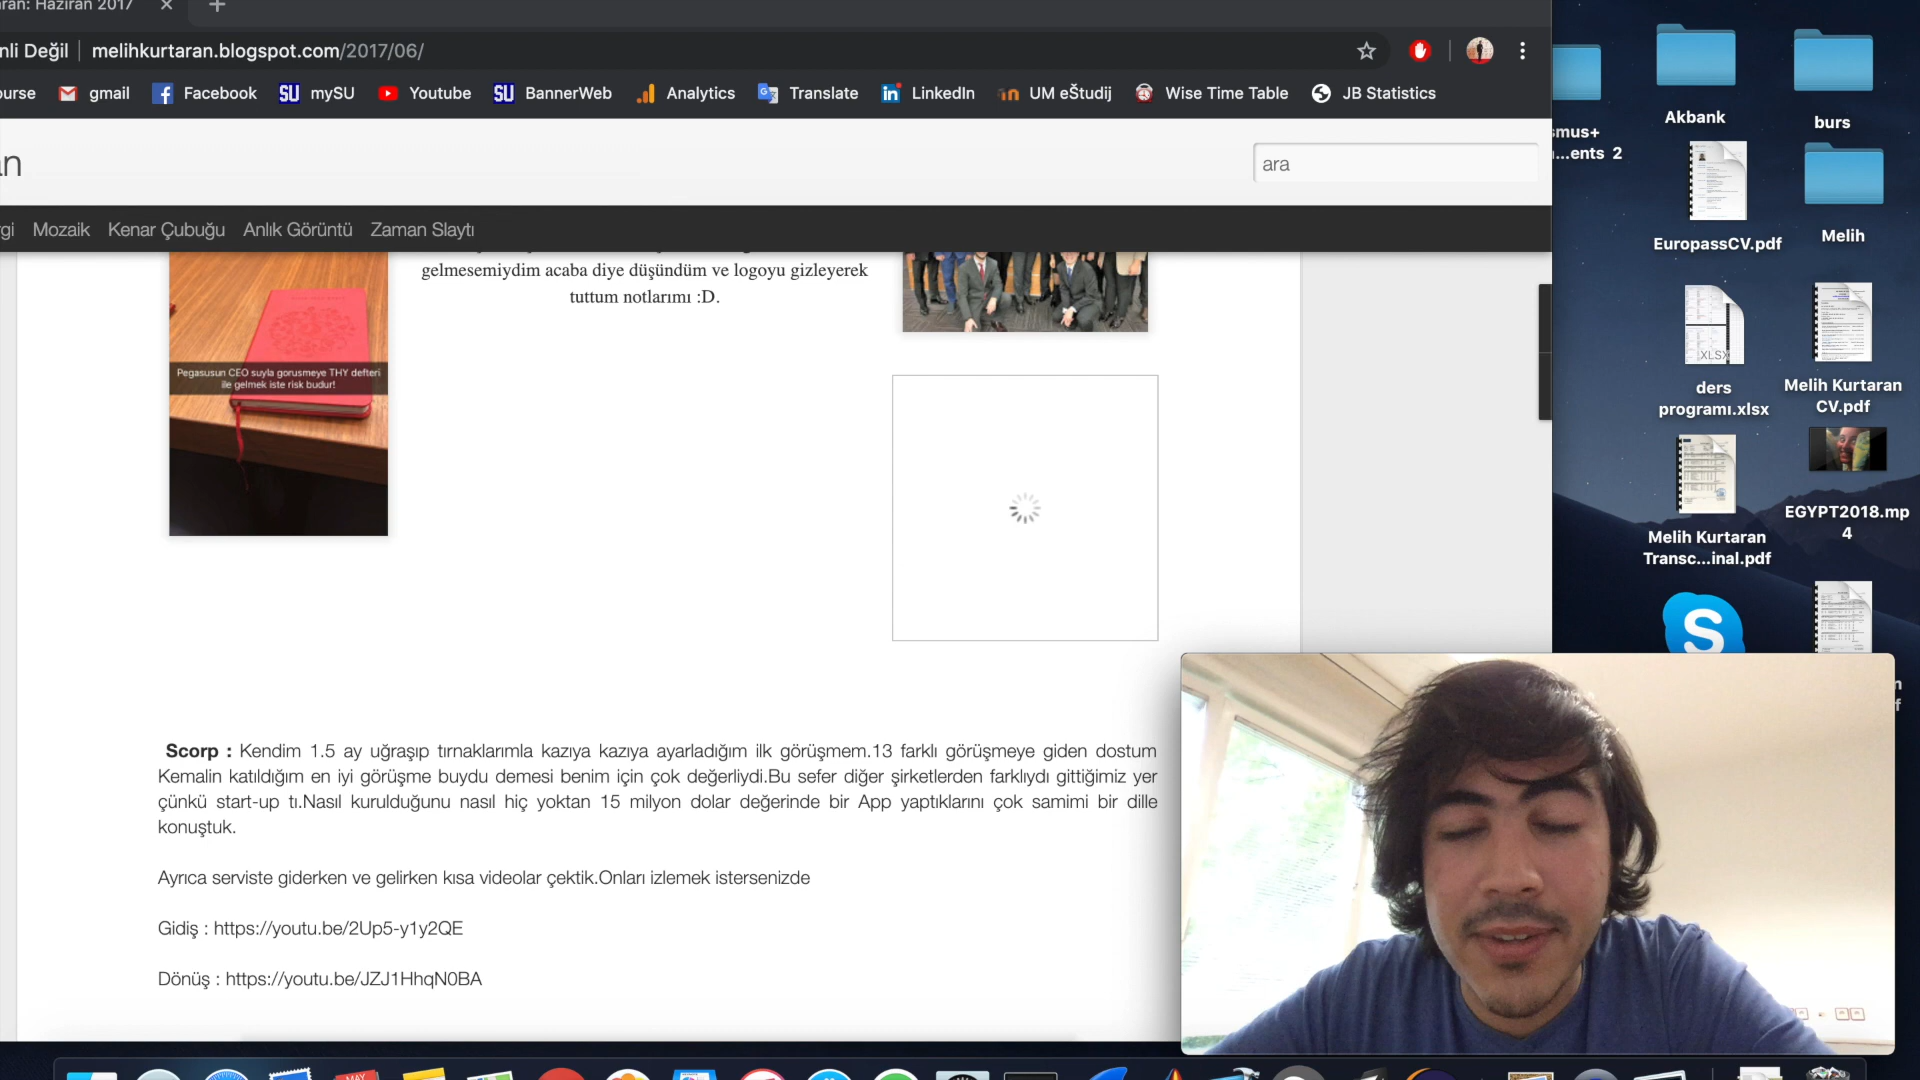 ran: Haziran 2017
nli Değil melihkurtaran.blogspot.com/2017/06/
ourse gmail Facebook mySU Youtube BannerWeb Analytics Translate LinkedIn UM eŠtudij Wise Time Table JB Statistics
an
ara
rgi Mozaik Kenar Çubuğu Anlık Görüntü Zaman Slaytı
gelmesemiydim acaba diye düşündüm ve logoyu gizleyerek
tuttum notlarımı :D.
Pegasusun CEO suyla gorusmeye THY defteri
ile gelmek iste risk budur!
Scorp : Kendim 1.5 ay uğraşıp tırnaklarımla kazıya kazıya ayarladığım ilk görüşmem.13 farklı görüşmeye giden dostum
Kemalin katıldığım en iyi görüşme buydu demesi benim için çok değerliydi.Bu sefer diğer şirketlerden farklıydı gittiğimiz yer
çünkü start-up tı.Nasıl kurulduğunu nasıl hiç yoktan 15 milyon dolar değerinde bir App yaptıklarını çok samimi bir dille
konuştuk.
Ayrıca serviste giderken ve gelirken kısa videolar çektik.Onları izlemek istersenizde
Gidiş : https://youtu.be/2Up5-y1y2QE
Dönüş : https://youtu.be/JZJ1HhqN0BA
smus+
...ents 2
Akbank
burs
EuropassCV.pdf
Melih
XLSX
ders
programı.xlsx
Melih Kurtaran
CV.pdf
Melih Kurtaran
Transc...inal.pdf
EGYPT2018.mp
4
S
MAY